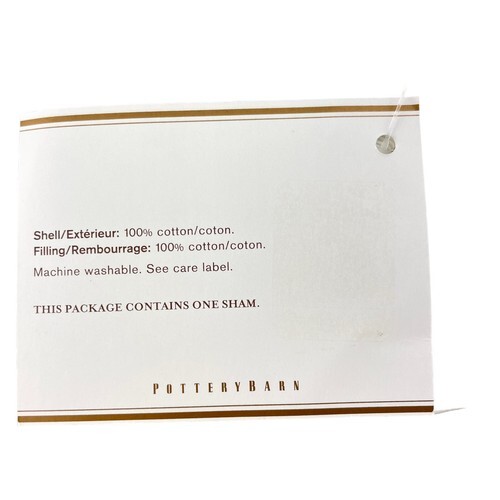 Shell/Extérieur: 100% cotton/coton.
Filling/Rembourrage: 100% cotton/coton.
Machine washable. See care label.
THIS PACKAGE CONTAINS ONE SHAM.
POTTERYBARN